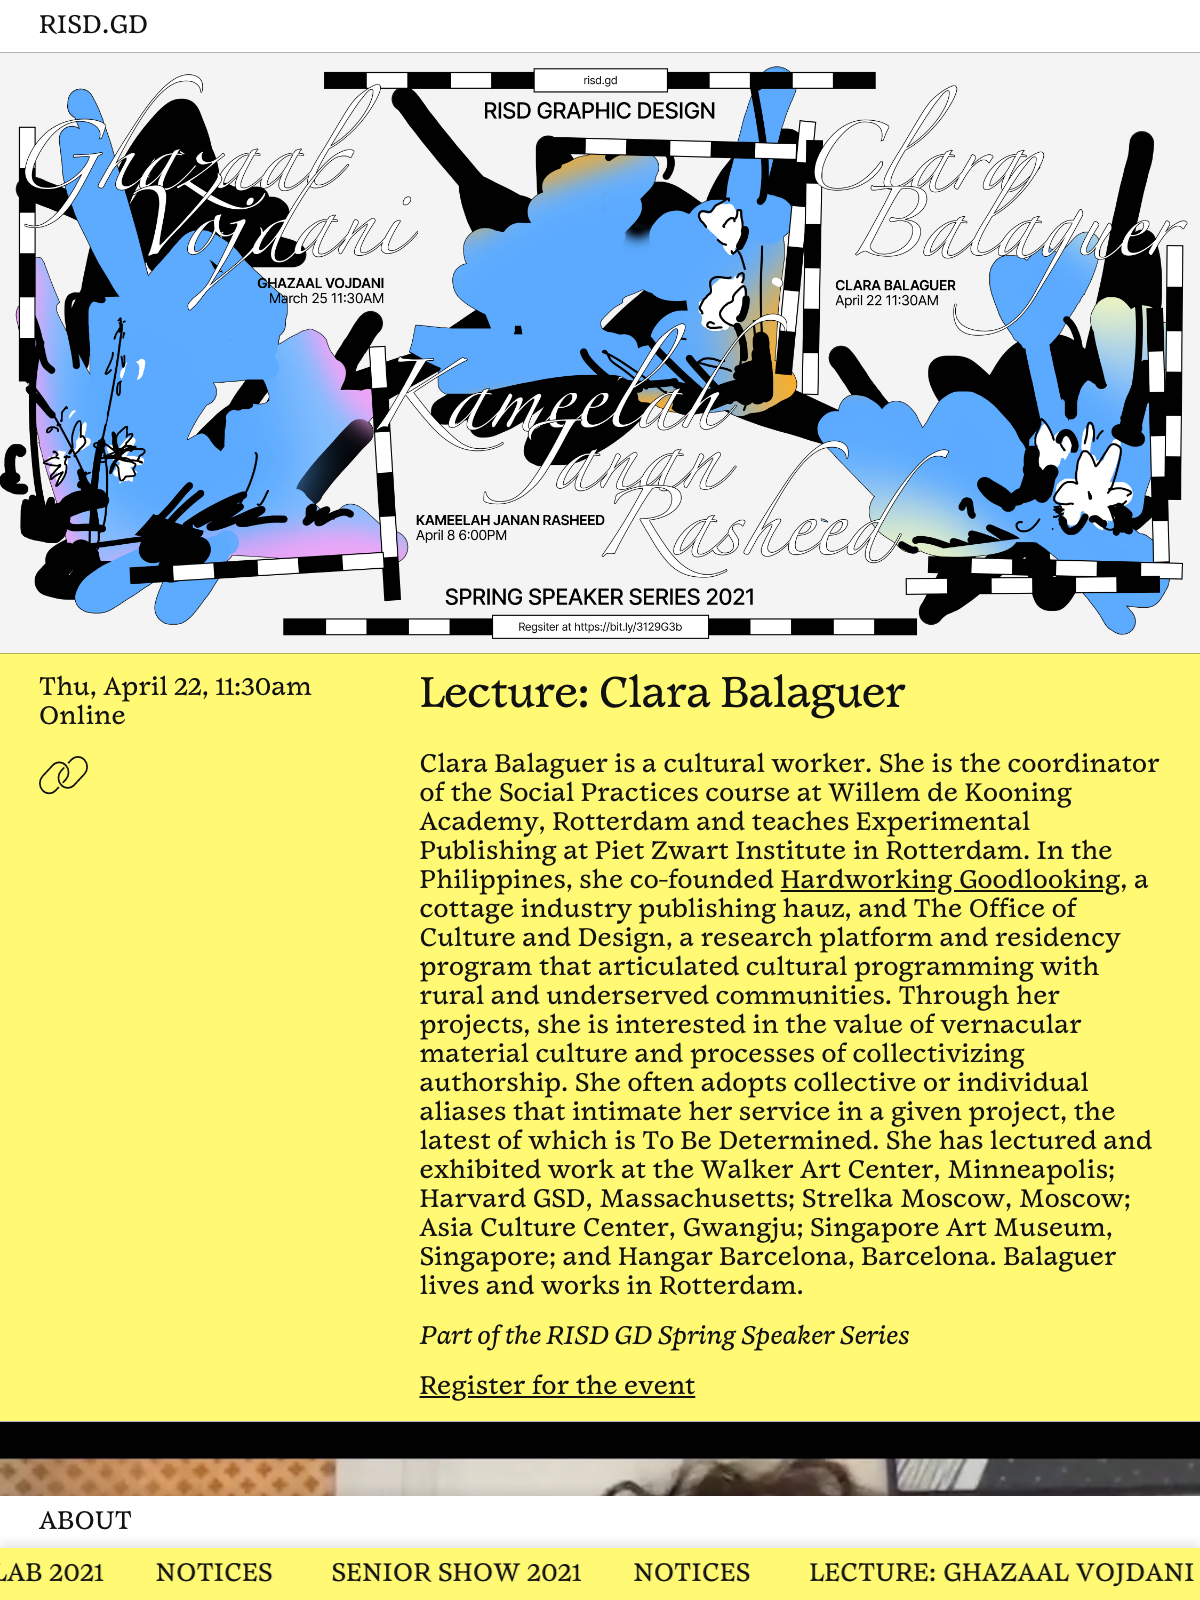 RISD.GD
risd.gd
RISD GRAPHIC DESIGN
Ghazaal
Vojdani
GHAZAAL VOJDANI
March 25 11:30AM
Clara
Balaguer
CLARA BALAGUER
April 22 11:30AM
Kameelah
Janan
Rasheed
KAMEELAH JANAN RASHEED
April 8 6:00PM
SPRING SPEAKER SERIES 2021
Regsiter at https://bit.ly/3129G3b
Thu, April 22, 11:30am
Online
Lecture: Clara Balaguer
Clara Balaguer is a cultural worker. She is the coordinator
of the Social Practices course at Willem de Kooning
Academy, Rotterdam and teaches Experimental
Publishing at Piet Zwart Institute in Rotterdam. In the
Philippines, she co-founded Hardworking Goodlooking, a
cottage industry publishing hauz, and The Office of
Culture and Design, a research platform and residency
program that articulated cultural programming with
rural and underserved communities. Through her
projects, she is interested in the value of vernacular
material culture and processes of collectivizing
authorship. She often adopts collective or individual
aliases that intimate her service in a given project, the
latest of which is To Be Determined. She has lectured and
exhibited work at the Walker Art Center, Minneapolis;
Harvard GSD, Massachusetts; Strelka Moscow, Moscow;
Asia Culture Center, Gwangju; Singapore Art Museum,
Singapore; and Hangar Barcelona, Barcelona. Balaguer
lives and works in Rotterdam.
Part of the RISD GD Spring Speaker Series
Register for the event
ABOUT
LAB 2021 NOTICES SENIOR SHOW 2021 NOTICES LECTURE: GHAZAAL VOJDANI